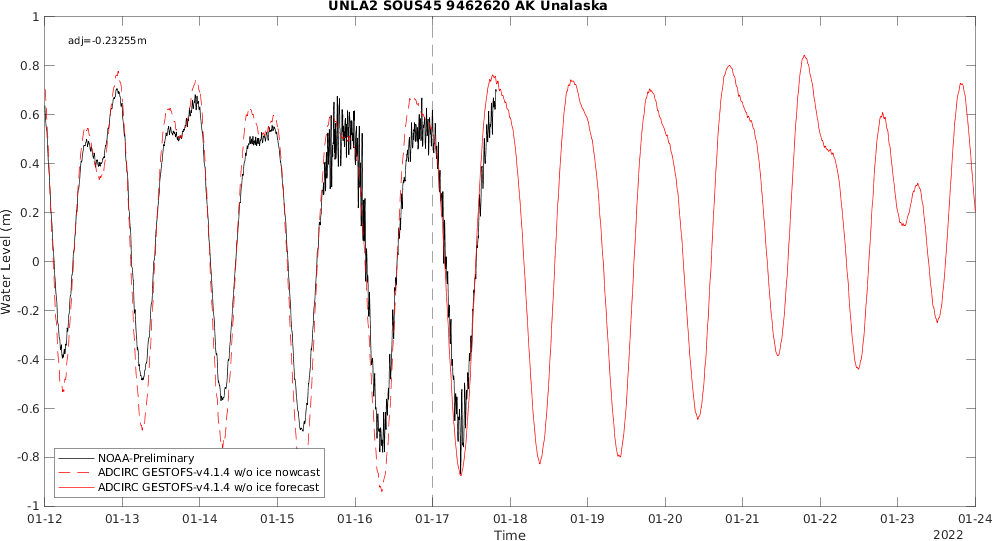 UNLA2 SOUS45 9462620 AK Unalaska
adj=-0.23255m
Water Level (m)
1
0.8
0.6
0.4
0.2
0
-0.2
-0.4
-0.6
-0.8
-1
NOAA-Preliminary
ADCIRC GESTOFS-v4.1.4 w/o ice nowcast
ADCIRC GESTOFS-v4.1.4 w/o ice forecast
01-12 01-13 01-14 01-15 01-16 01-17 01-18 01-19 01-20 01-21 01-22 01-23 01-24
Time
2022